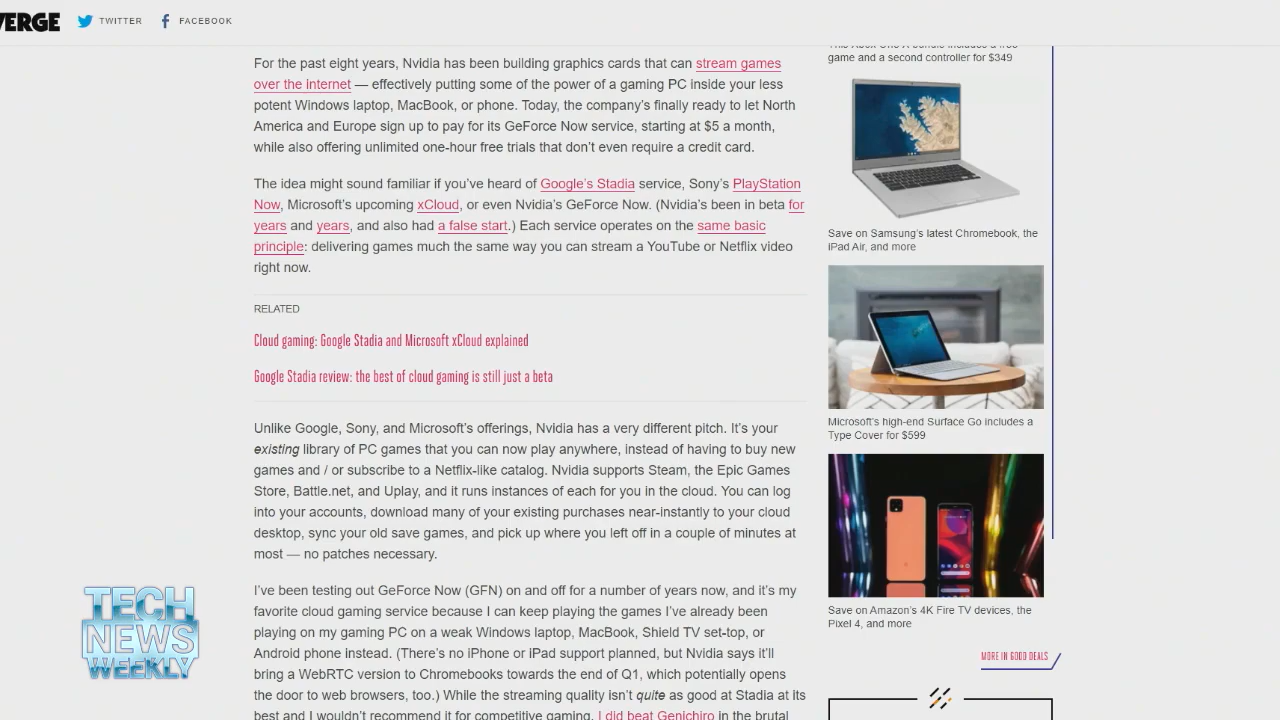 VERGE TWITTER FACEBOOK
For the past eight years, Nvidia has been building graphics cards that can stream games
over the internet — effectively putting some of the power of a gaming PC inside your less
potent Windows laptop, MacBook, or phone. Today, the company's finally ready to let North
America and Europe sign up to pay for its GeForce Now service, starting at $5 a month,
while also offering unlimited one-hour free trials that don't even require a credit card.
The idea might sound familiar if you've heard of Google's Stadia service, Sony's PlayStation
Now, Microsoft's upcoming xCloud, or even Nvidia's GeForce Now. (Nvidia's been in beta for
years and years, and also had a false start.) Each service operates on the same basic
principle: delivering games much the same way you can stream a YouTube or Netflix video
right now.
RELATED
Cloud gaming: Google Stadia and Microsoft xCloud explained
Google Stadia review: the best of cloud gaming is still just a beta
Unlike Google, Sony, and Microsoft's offerings, Nvidia has a very different pitch. It's your
existing library of PC games that you can now play anywhere, instead of having to buy new
games and / or subscribe to a Netflix-like catalog. Nvidia supports Steam, the Epic Games
Store, Battle.net, and Uplay, and it runs instances of each for you in the cloud. You can log
into your accounts, download many of your existing purchases near-instantly to your cloud
desktop, sync your old save games, and pick up where you left off in a couple of minutes at
most — no patches necessary.
I've been testing out GeForce Now (GFN) on and off for a number of years now, and it's my
favorite cloud gaming service because I can keep playing the games I've already been
playing on my gaming PC on a weak Windows laptop, MacBook, Shield TV set-top, or
Android phone instead. (There's no iPhone or iPad support planned, but Nvidia says it'll
bring a WebRTC version to Chromebooks towards the end of Q1, which potentially opens
the door to web browsers, too.) While the streaming quality isn't quite as good at Stadia at its
best and I wouldn't recommend it for competitive gaming, I did beat Genichiro in the brutal
game and a second controller for $349
Save on Samsung's latest Chromebook, the
iPad Air, and more
Microsoft's high-end Surface Go includes a
Type Cover for $599
Save on Amazon's 4K Fire TV devices, the
Pixel 4, and more
MORE IN GOOD DEALS
TECH
NEWS
WEEKLY